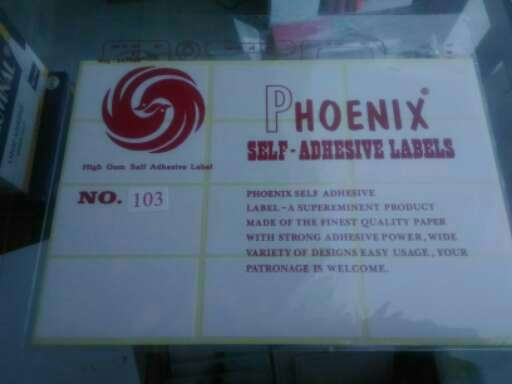 PHOENIX®
SELF-ADHESIVE LABELS
High Gum Self Adhesive Label
NO. 103
PHOENIX SELF ADHESIVE
LABEL-A SUPEREMINENT PRODUCT
MADE OF THE FINEST QUALITY PAPER
WITH STRONG ADHESIVE POWER, WIDE
VARIETY OF DESIGNS EASY USAGE, YOUR
PATRONAGE IS WELCOME.